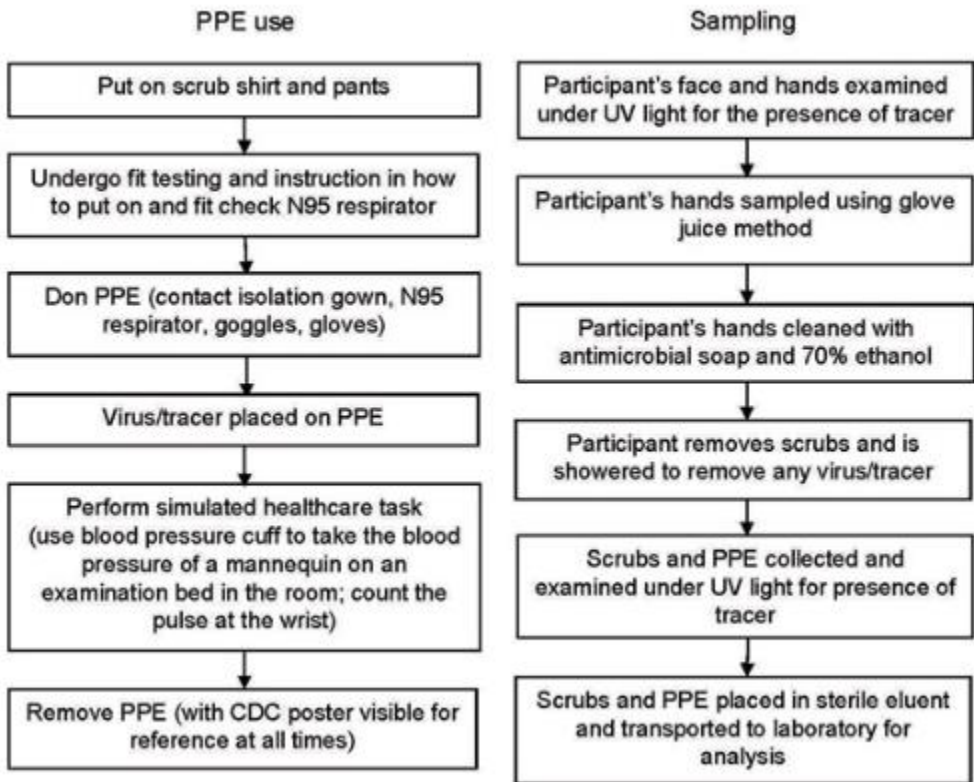 PPE use
Put on scrub shirt and pants
Undergo fit testing and instruction in how
to put on and fit check N95 respirator
Don PPE (contact isolation gown, N95
respirator, goggles, gloves)
Virus/tracer placed on PPE
Perform simulated healthcare task
(use blood pressure cuff to take the blood
pressure of a mannequin on an
examination bed in the room; count the
pulse at the wrist)
Remove PPE (with CDC poster visible for
reference at all times)
Sampling
Participant's face and hands examined
under UV light for the presence of tracer
Participant's hands sampled using glove
juice method
Participant's hands cleaned with
antimicrobial soap and 70% ethanol
Participant removes scrubs and is
showered to remove any virus/tracer
Scrubs and PPE collected and
examined under UV light for presence of
tracer
Scrubs and PPE placed in sterile eluent
and transported to laboratory for
analysis